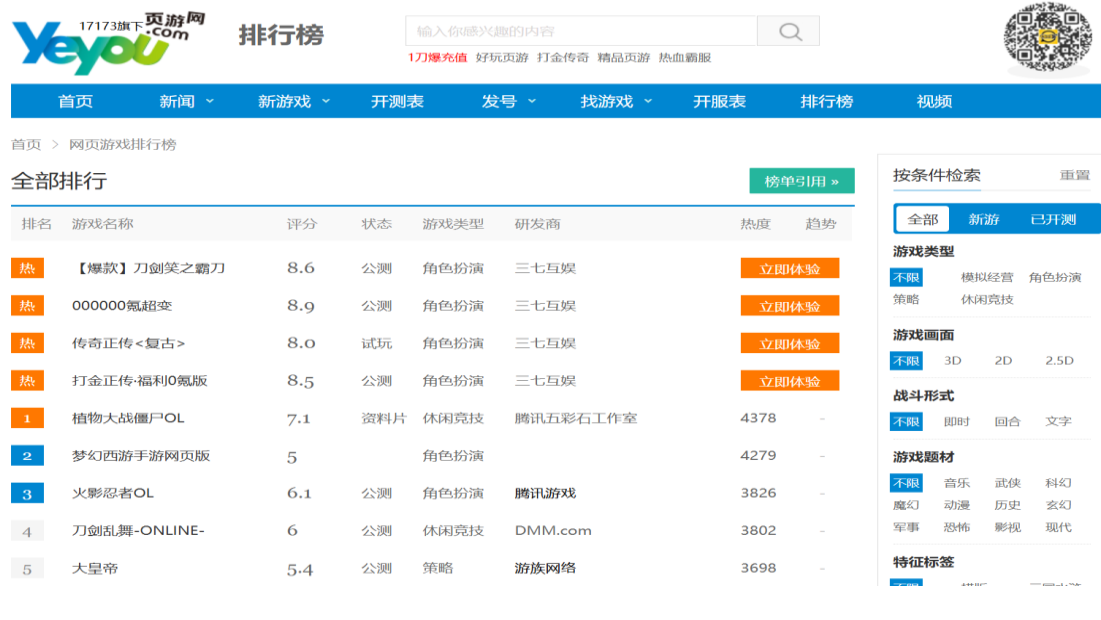 17173旗下
页游网
Yeyou.com
排行榜
输入你感兴趣的内容
1刀爆充值 好玩页游 打金传奇 精品页游 热血霸服
首页 新闻 新游戏 开测表 发号 找游戏 开服表 排行榜 视频
首页 > 网页游戏排行榜
全部排行
榜单引用 »
排名 游戏名称 评分 状态 游戏类型 研发商 热度 趋势
热 【爆款】刀剑笑之霸刀 8.6 公测 角色扮演 三七互娱 立即体验
热 000000氪超变 8.9 公测 角色扮演 三七互娱 立即体验
热 传奇正传<复古> 8.0 试玩 角色扮演 三七互娱 立即体验
热 打金正传·福利0氪版 8.5 公测 角色扮演 三七互娱 立即体验
1 植物大战僵尸OL 7.1 资料片 休闲竞技 腾讯五彩石工作室 4378 -
2 梦幻西游手游网页版 5 角色扮演 4279 -
3 火影忍者OL 6.1 公测 角色扮演 腾讯游戏 3826 -
4 刀剑乱舞-ONLINE- 6 公测 休闲竞技 DMM.com 3802 -
5 大皇帝 5.4 公测 策略 游族网络 3698 -
按条件检索 重置
全部 新游 已开测
游戏类型
不限 模拟经营 角色扮演
策略 休闲竞技
游戏画面
不限 3D 2D 2.5D
战斗形式
不限 即时 回合 文字
游戏题材
不限 音乐 武侠 科幻
魔幻 动漫 历史 玄幻
军事 恐怖 影视 现代
特征标签